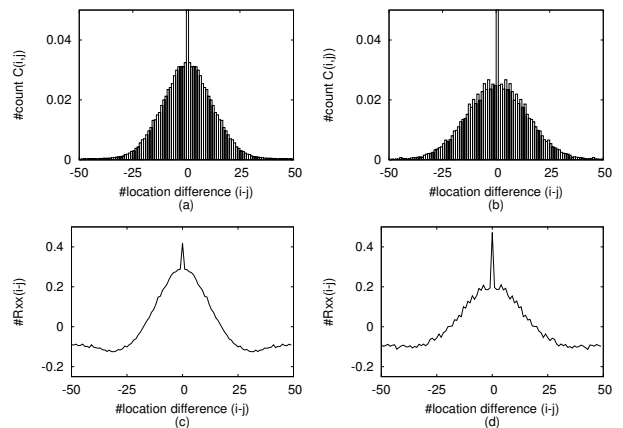 0.04
0.02
0
#count C(i,j)
-50 -25 0 25 50
#location difference (i-j)
(a)
0.04
0.02
0
#count C(i,j))
-50 -25 0 25 50
#location difference (i-j)
(b)
0.4
0.2
0
-0.2
#Rxx(i-j)
-50 -25 0 25 50
#location difference (i-j)
(c)
0.4
0.2
0
-0.2
#Rxx(i-j)
-50 -25 0 25 50
#location difference (i-j)
(d)